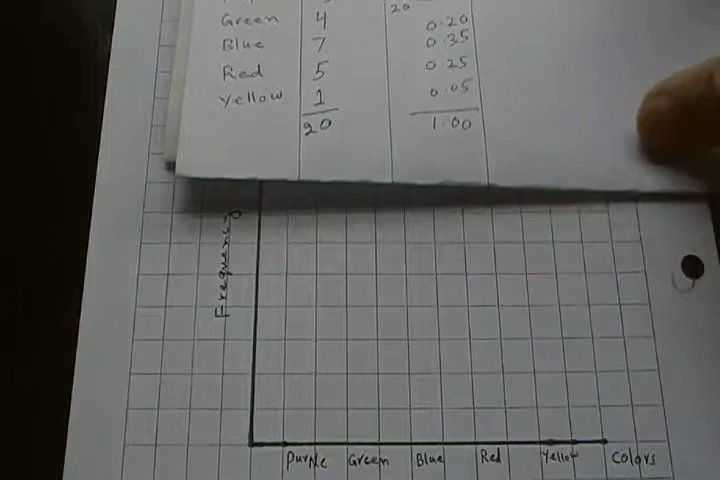 20
Green 4 0.20
Blue 7 0.35
Red 5 0.25
Yellow 1 0.05
20 1.00
Frequency
Purple Green Blue Red Yellow Colors